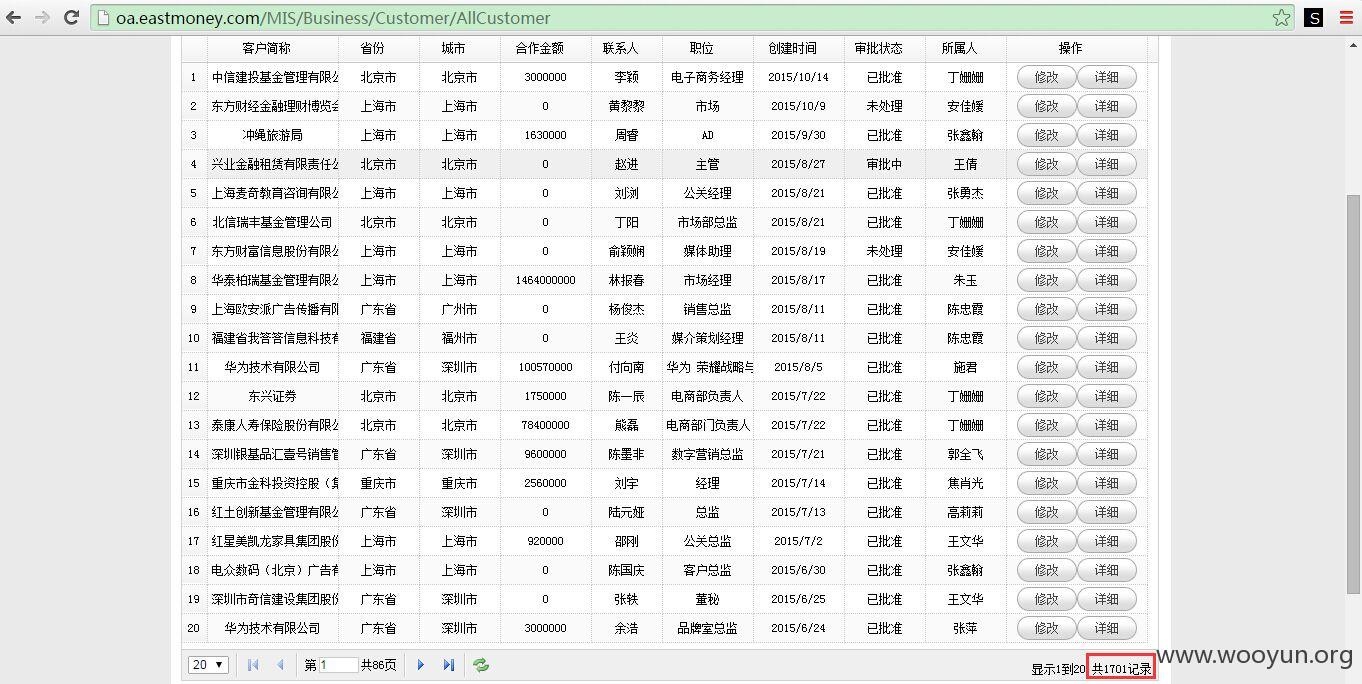 oa.eastmoney.com/MIS/Business/Customer/AllCustomer S
客户简称 省份 城市 合作金额 联系人 职位 创建时间 审批状态 所属人 操作
1 中信建投基金管理有限 北京市 北京市 3000000 李颖 电子商务经理 2015/10/14 已批准 丁姗姗 修改 详细
2 东方财经金融理财博览会 上海市 上海市 0 黄黎黎 市场 2015/10/9 未处理 安佳媛 修改 详细
3 冲绳旅游局 上海市 上海市 1630000 周睿 AD 2015/9/30 已批准 张鑫翰 修改 详细
4 兴业金融租赁有限责任公 北京市 北京市 0 赵进 主管 2015/8/27 审批中 王倩 修改 详细
5 上海麦奇教育咨询有限 上海市 上海市 0 刘浏 公关经理 2015/8/21 已批准 张勇杰 修改 详细
6 北信瑞丰基金管理公司 北京市 北京市 0 丁阳 市场部总监 2015/8/21 已批准 丁姗姗 修改 详细
7 东方财富信息股份有限 上海市 上海市 0 俞颖娴 媒体助理 2015/8/19 未处理 安佳媛 修改 详细
8 华泰柏瑞基金管理有限 上海市 上海市 1464000000 林报春 市场经理 2015/8/17 已批准 朱玉 修改 详细
9 上海欧安派广告传播有限 广东省 广州市 0 杨俊杰 销售总监 2015/8/11 已批准 陈忠霞 修改 详细
10 福建省我答答信息科技有 福建省 福州市 0 王炎 媒介策划经理 2015/8/11 已批准 陈忠霞 修改 详细
11 华为技术有限公司 广东省 深圳市 100570000 付向南 华为 荣耀战略与 2015/8/5 已批准 施君 修改 详细
12 东兴证券 北京市 北京市 1750000 陈一辰 电商部负责人 2015/7/22 已批准 丁姗姗 修改 详细
13 泰康人寿保险股份有限 北京市 北京市 78400000 熊磊 电商部门负责人 2015/7/22 已批准 丁姗姗 修改 详细
14 深圳银基品汇壹号销售管 广东省 深圳市 9600000 陈墨非 数字营销总监 2015/7/21 已批准 郭全飞 修改 详细
15 重庆市金科投资控股（集 重庆市 重庆市 2560000 刘宇 经理 2015/7/14 已批准 焦肖光 修改 详细
16 红土创新基金管理有限 广东省 深圳市 0 陆元娅 总监 2015/7/13 已批准 高莉莉 修改 详细
17 红星美凯龙家具集团股份 上海市 上海市 920000 邵刚 公关总监 2015/7/2 已批准 王文华 修改 详细
18 电众数码（北京）广告有 上海市 上海市 0 陈国庆 客户总监 2015/6/30 已批准 张鑫翰 修改 详细
19 深圳市奇信建设集团股份 广东省 深圳市 0 张轶 董秘 2015/6/25 已批准 王文华 修改 详细
20 华为技术有限公司 广东省 深圳市 3000000 余浩 品牌室总监 2015/6/24 已批准 张萍 修改 详细
20 第 1 共86页 显示1到20 共1701记录
www.wooyun.org